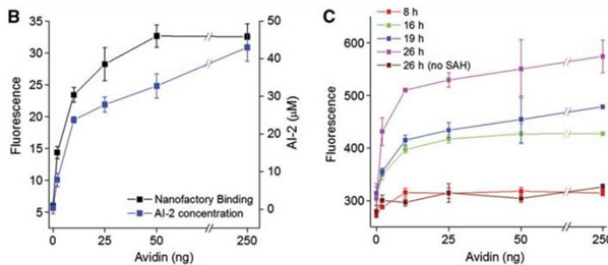 B
35
30
25
20
15
10
5
Fluorescence
50
40
30
20
10
0
AI-2 (μM)
Nanofactory Binding
AI-2 concentration
0 25 50 250
Avidin (ng)
C
8 h
16 h
19 h
26 h
26 h (no SAH)
600
500
400
300
Fluorescence
0 25 50 250
Avidin (ng)